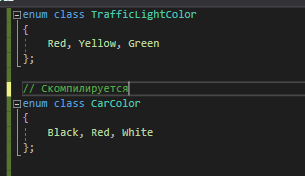 enum class TrafficLightColor
{
Red, Yellow, Green
};
// Скомпилируется
enum class CarColor
{
Black, Red, White
};